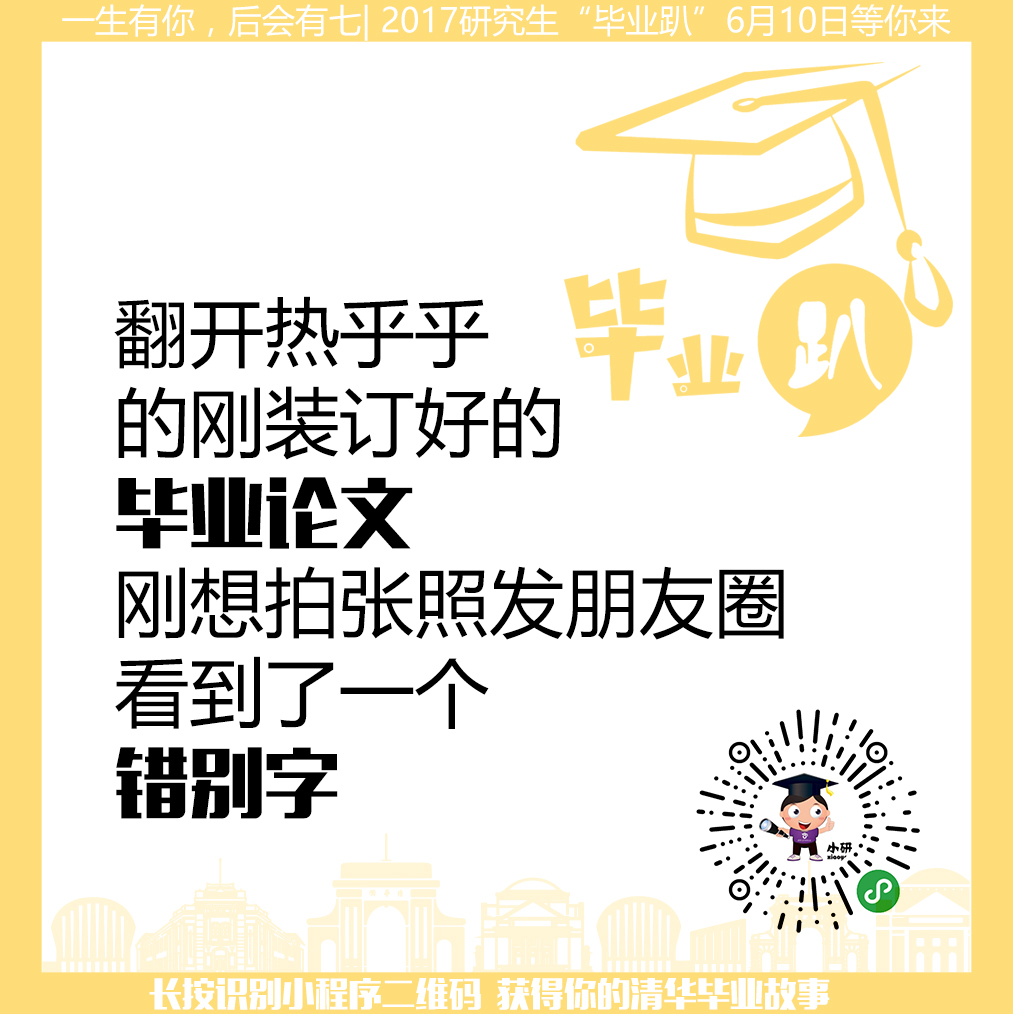 一生有你，后会有七| 2017研究生“毕业趴”6月10日等你来
毕业趴
翻开热乎乎
的刚装订好的
毕业论文
刚想拍张照发朋友圈
看到了一个
错别字
小研
长按识别小程序二维码 获得你的清华毕业故事